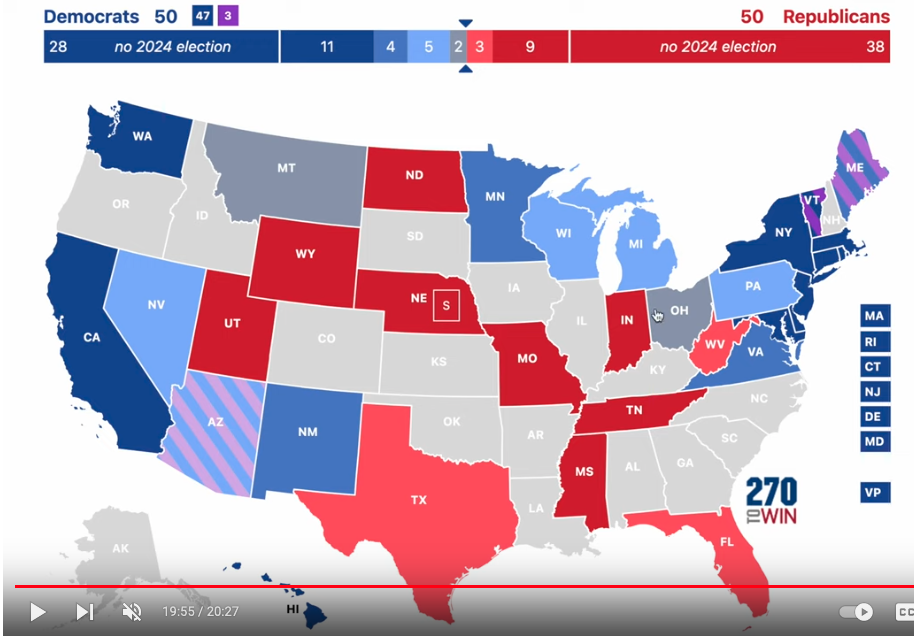 Democrats 50 47 3
50 Republicans
28 no 2024 election 11 4 5 2 3 9 no 2024 election 38
WA
MT
ND
MN
ME
OR
ID
SD
WI
MI
VT
NH
NY
WY
NV
UT
NE S
IA
IL
IN
OH
PA
CA
CO
KS
MO
KY
WV
VA
MA
RI
CT
NJ
DE
MD
VP
AZ
NM
OK
AR
TN
NC
SC
TX
LA
MS
AL
GA
FL
270
TO WIN
AK
HI
19:55 / 20:27
CC